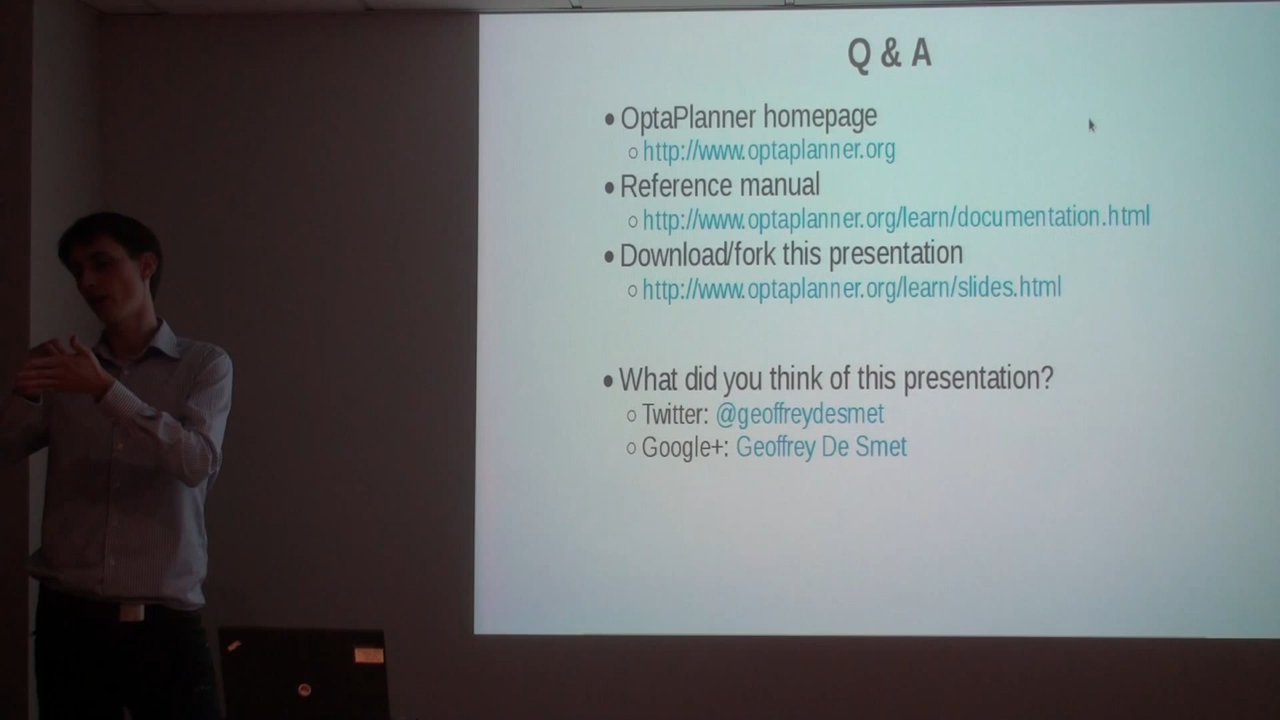 Q & A
• OptaPlanner homepage
○ http://www.optaplanner.org
• Reference manual
○ http://www.optaplanner.org/learn/documentation.html
• Download/fork this presentation
○ http://www.optaplanner.org/learn/slides.html
• What did you think of this presentation?
○ Twitter: @geoffreydesmet
○ Google+: Geoffrey De Smet